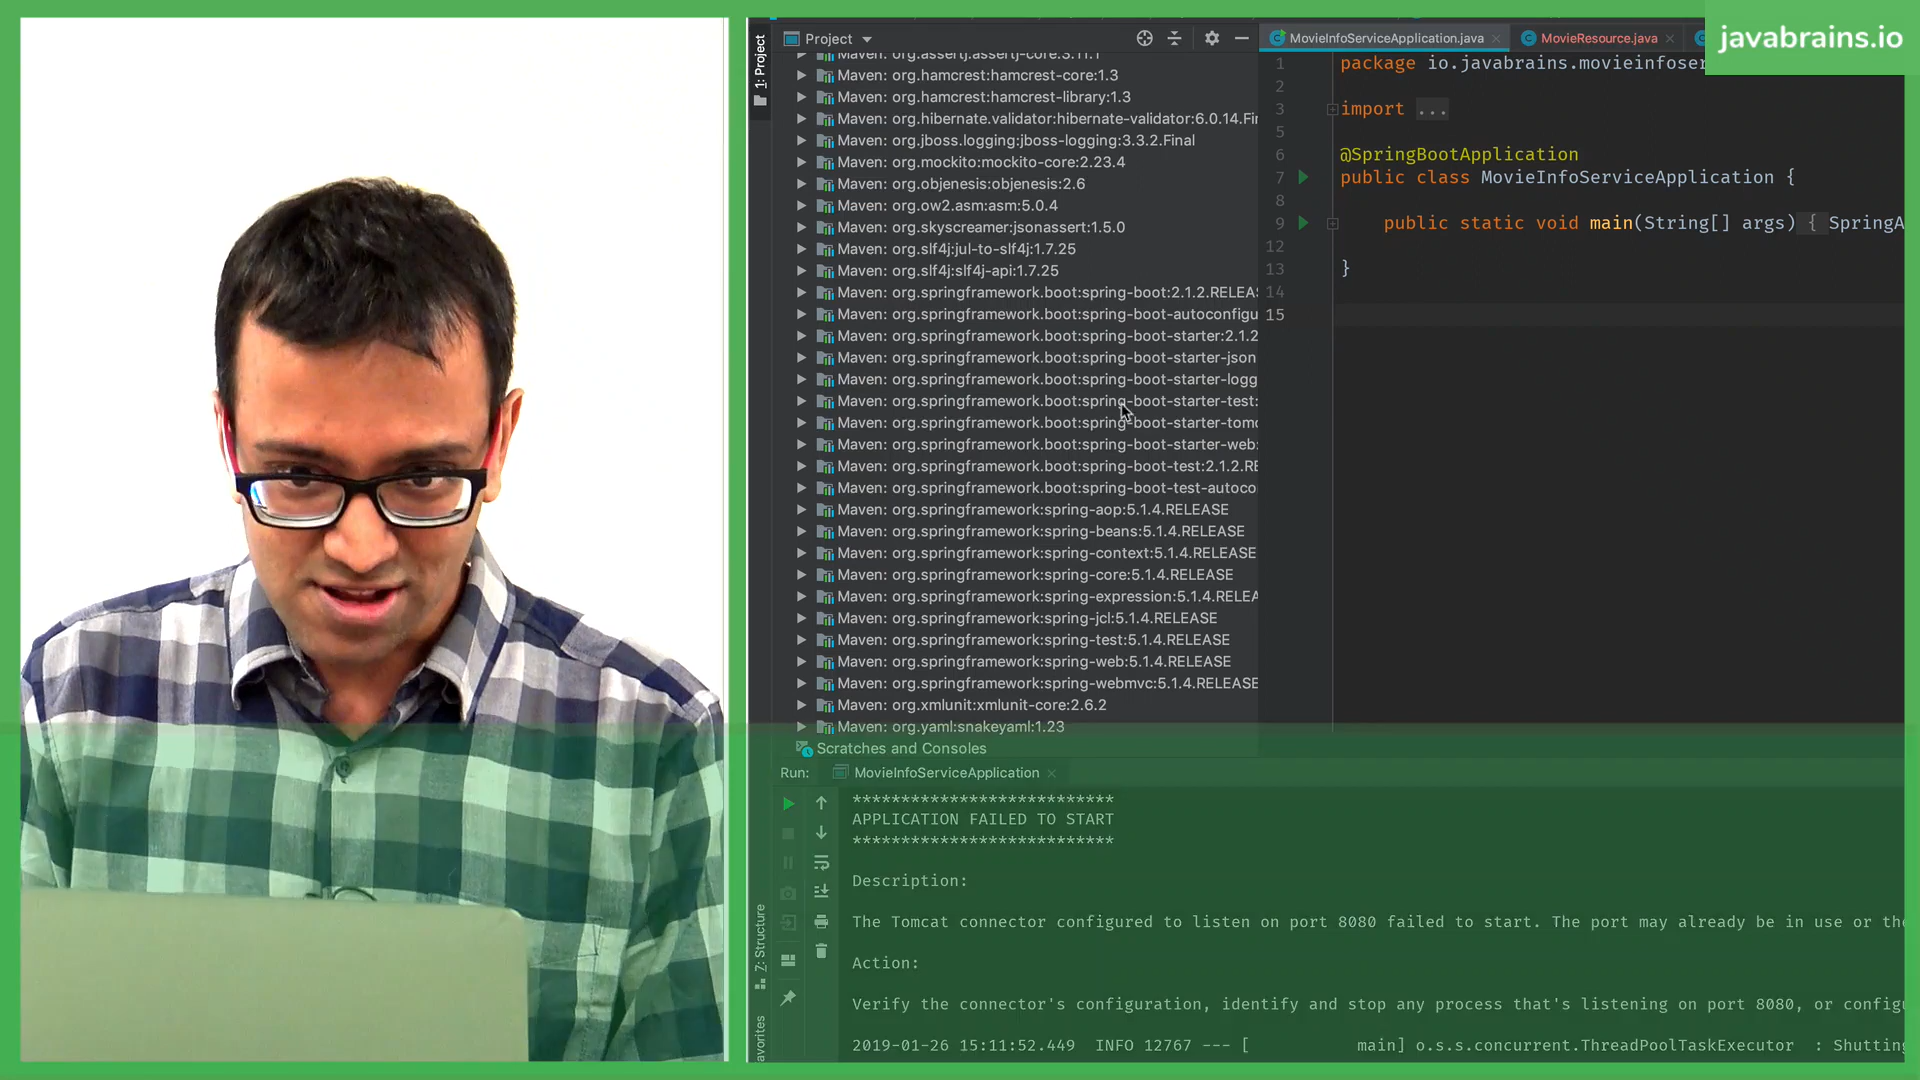 javabrains.io
1: Project
Project
Maven: org.assertj:assertj-core:3.11.1
Maven: org.hamcrest:hamcrest-core:1.3
Maven: org.hamcrest:hamcrest-library:1.3
Maven: org.hibernate.validator:hibernate-validator:6.0.14.Fin
Maven: org.jboss.logging:jboss-logging:3.3.2.Final
Maven: org.mockito:mockito-core:2.23.4
Maven: org.objenesis:objenesis:2.6
Maven: org.ow2.asm:asm:5.0.4
Maven: org.skyscreamer:jsonassert:1.5.0
Maven: org.slf4j:jul-to-slf4j:1.7.25
Maven: org.slf4j:slf4j-api:1.7.25
Maven: org.springframework.boot:spring-boot:2.1.2.RELEAS
Maven: org.springframework.boot:spring-boot-autoconfigu
Maven: org.springframework.boot:spring-boot-starter:2.1.2
Maven: org.springframework.boot:spring-boot-starter-json
Maven: org.springframework.boot:spring-boot-starter-logg
Maven: org.springframework.boot:spring-boot-starter-test:
Maven: org.springframework.boot:spring-boot-starter-tomc
Maven: org.springframework.boot:spring-boot-starter-web:
Maven: org.springframework.boot:spring-boot-test:2.1.2.RE
Maven: org.springframework.boot:spring-boot-test-autoco
Maven: org.springframework:spring-aop:5.1.4.RELEASE
Maven: org.springframework:spring-beans:5.1.4.RELEASE
Maven: org.springframework:spring-context:5.1.4.RELEASE
Maven: org.springframework:spring-core:5.1.4.RELEASE
Maven: org.springframework:spring-expression:5.1.4.RELEA
Maven: org.springframework:spring-jcl:5.1.4.RELEASE
Maven: org.springframework:spring-test:5.1.4.RELEASE
Maven: org.springframework:spring-web:5.1.4.RELEASE
Maven: org.springframework:spring-webmvc:5.1.4.RELEASE
Maven: org.xmlunit:xmlunit-core:2.6.2
Maven: org.yaml:snakeyaml:1.23
Scratches and Consoles
MovieInfoServiceApplication.java
MovieResource.java
1 package io.javabrains.movieinfoser
2
3 import ...
5
6 @SpringBootApplication
7 public class MovieInfoServiceApplication {
8
9 public static void main(String[] args) { SpringA
12
13 }
14
15
Run: MovieInfoServiceApplication
***************************
APPLICATION FAILED TO START
***************************
Description:
The Tomcat connector configured to listen on port 8080 failed to start. The port may already be in use or the
Action:
Verify the connector's configuration, identify and stop any process that's listening on port 8080, or config
2019-01-26 15:11:52.449 INFO 12767 --- [ main] o.s.s.concurrent.ThreadPoolTaskExecutor : Shutting
Z: Structure
avorites